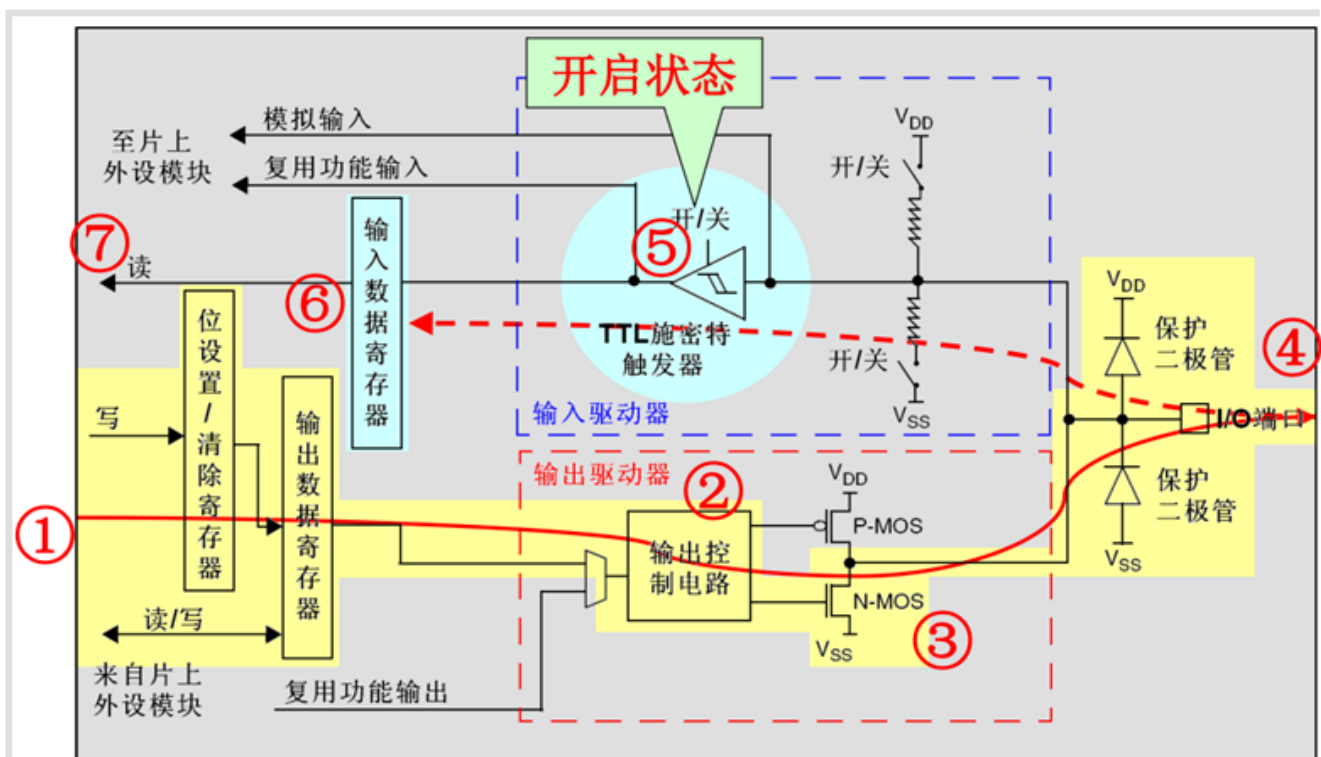 开启状态
模拟输入
至片上
外设模块
复用功能输入
V_DD
开/关
开/关
⑤
⑦
读
⑥
输入数据寄存器
TTL施密特
触发器
开/关
V_SS
输入驱动器
V_DD
保护
二极管
④
I/O端口
保护
二极管
V_SS
位设置/清除寄存器
写
输出数据寄存器
①
读/写
来自片上
外设模块
复用功能输出
输出驱动器
②
输出控
制电路
V_DD
P-MOS
N-MOS
V_SS
③